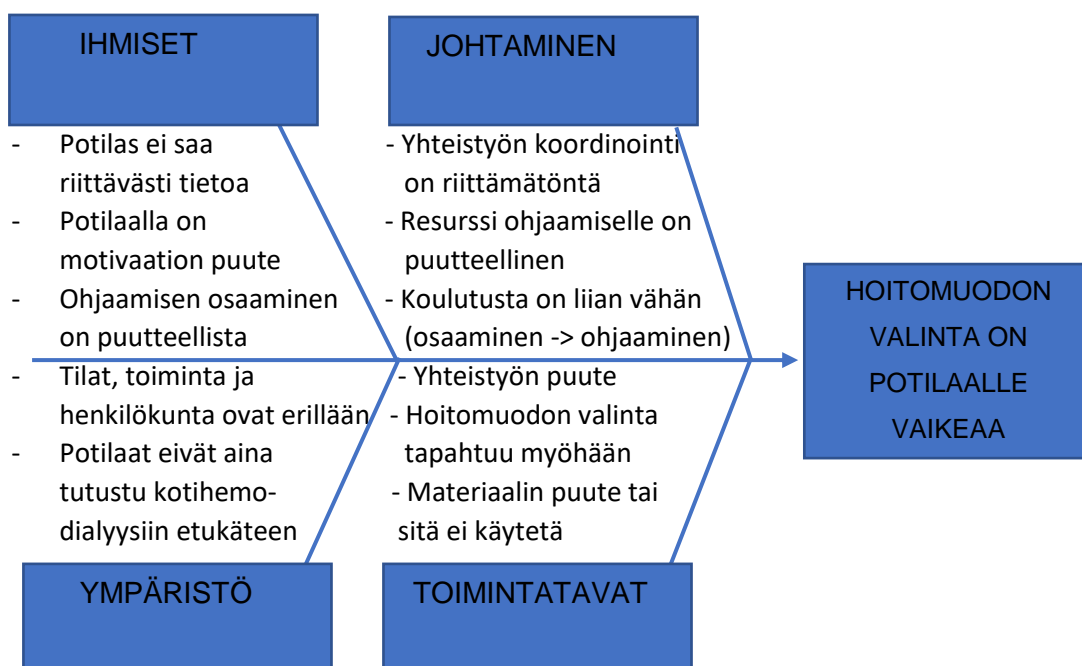 IHMISET
- Potilas ei saa
riittävästi tietoa
- Potilaalla on
motivaation puute
- Ohjaamisen osaaminen
on puutteellista
JOHTAMINEN
- Yhteistyön koordinointi
on riittämätöntä
- Resurssi ohjaamiselle on
puutteellinen
- Koulutusta on liian vähän
(osaaminen -> ohjaaminen)
- Tilat, toiminta ja
henkilökunta ovat erillään
- Potilaat eivät aina
tutustu kotihemo-
dialyysiin etukäteen
YMPÄRISTÖ
- Yhteistyön puute
- Hoitomuodon valinta
tapahtuu myöhään
- Materiaalin puute tai
sitä ei käytetä
TOIMINTATAVAT
HOITOMUODON
VALINTA ON
POTILAALLE
VAIKEAA